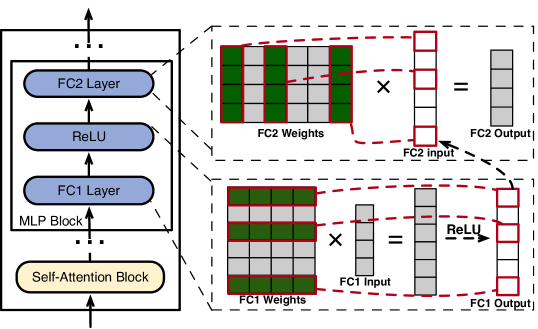 ...
FC2 Layer
ReLU
FC1 Layer
MLP Block
...
Self-Attention Block
×
=
FC2 Weights
FC2 input
FC2 Output
×
=
ReLU
FC1 Input
FC1 Weights
FC1 Output